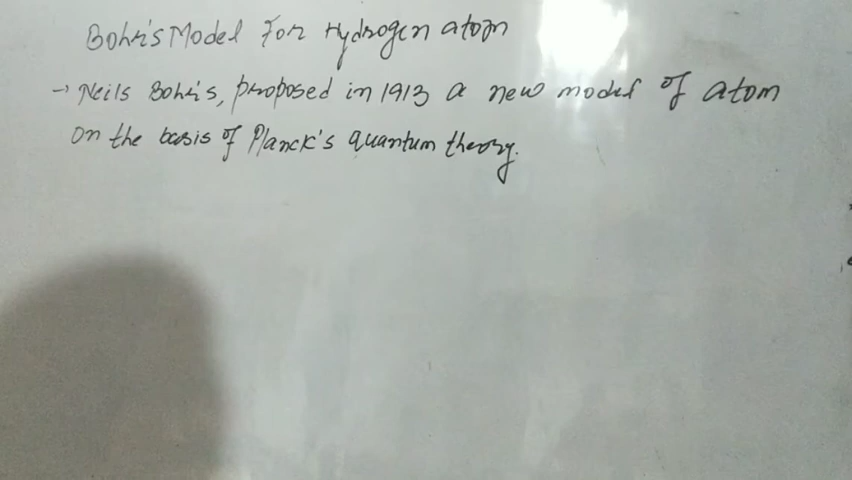 Bohr's Model For Hydrogen atom
→ Neils Bohr's, proposed in 1913 a new model of atom
on the basis of Planck's quantum theory.